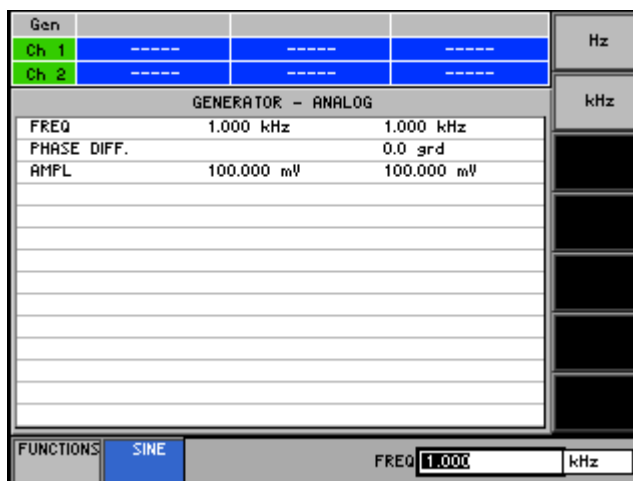 Gen
Hz
Ch 1 ----- ----- -----
Ch 2 ----- ----- -----
GENERATOR - ANALOG
kHz
FREQ 1.000 kHz 1.000 kHz
PHASE DIFF. 0.0 grd
AMPL 100.000 mV 100.000 mV
FUNCTIONS SINE
FREQ 1.000 kHz